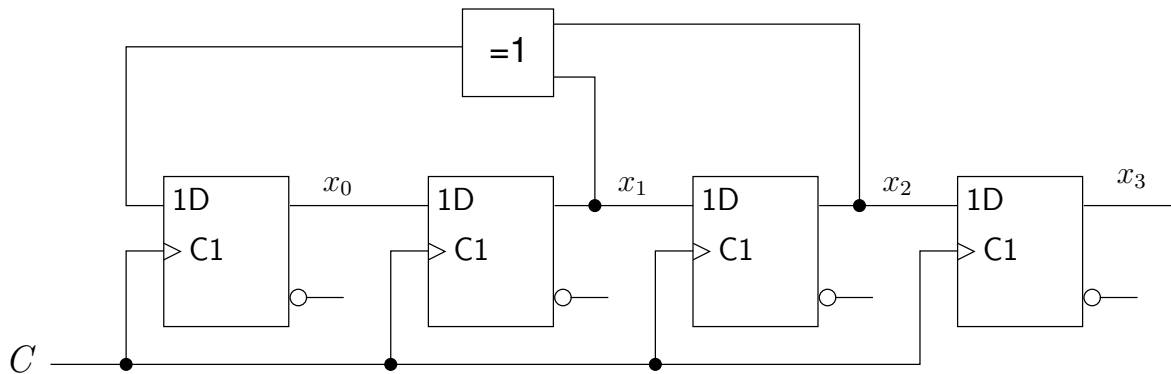 =1
x₀ x₁ x₂ x₃
1D 1D 1D 1D
C1 C1 C1 C1
C